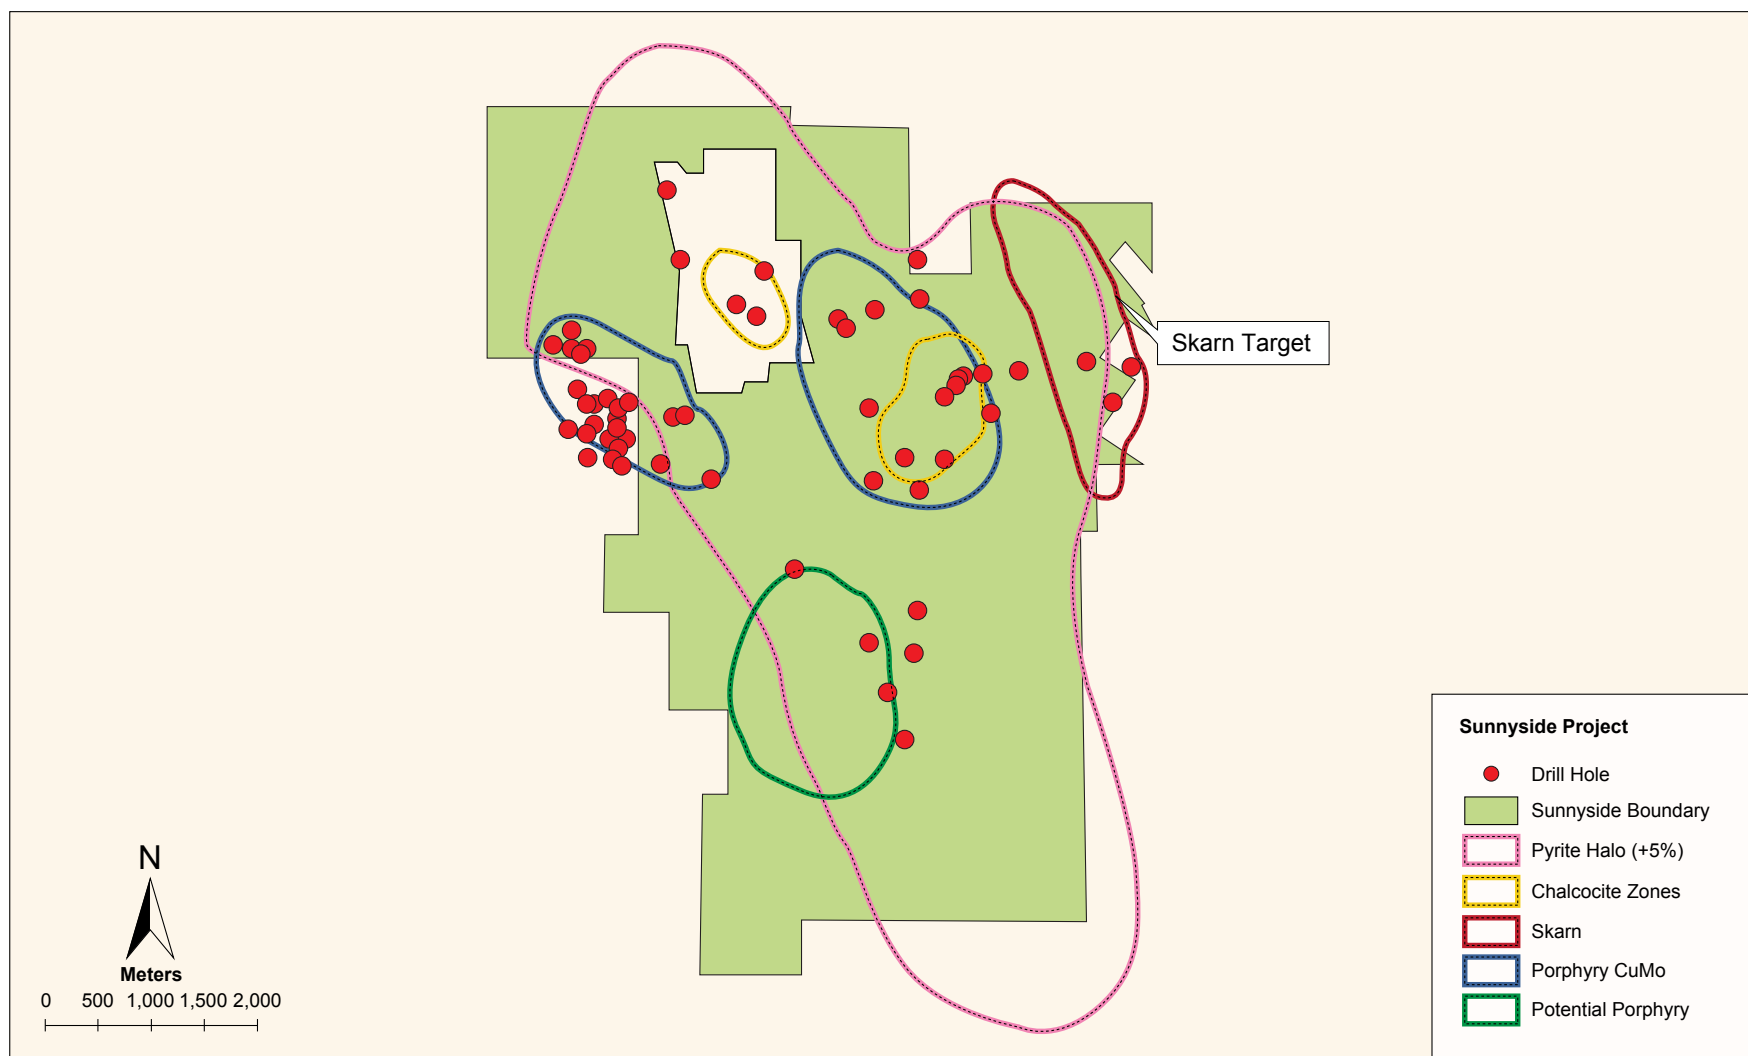 Skarn Target
Sunnyside Project
Drill Hole
Sunnyside Boundary
Pyrite Halo (+5%)
Chalcocite Zones
Skarn
Porphyry CuMo
Potential Porphyry
N
Meters
0 500 1,000 1,500 2,000